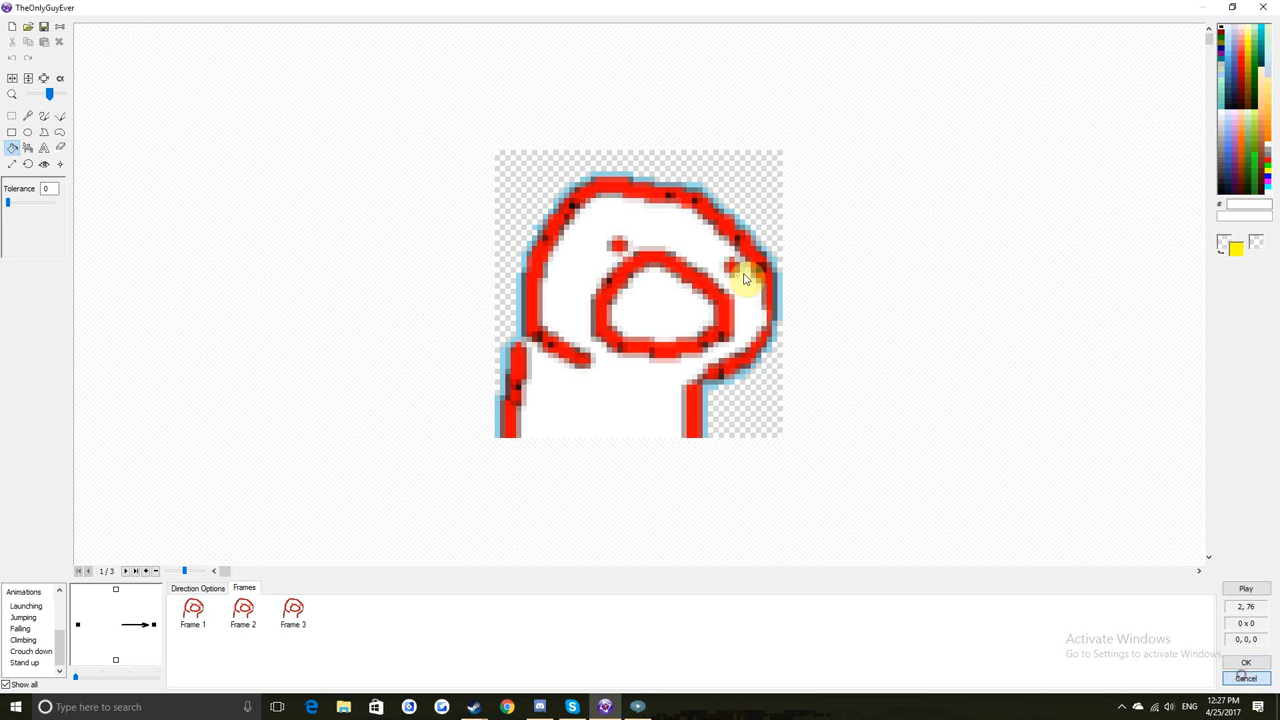 TheOnlyGuyEver
Tolerance 0
#
1 / 3
Animations
Launching
Jumping
Falling
Climbing
Crouch down
Stand up
Show all
Direction Options Frames
Frame 1 Frame 2 Frame 3
Play
2, 76
0 x 0
0, 0, 0
OK
Cancel
Activate Windows
Go to Settings to activate Windows.
Type here to search
ENG
12:27 PM
4/25/2017